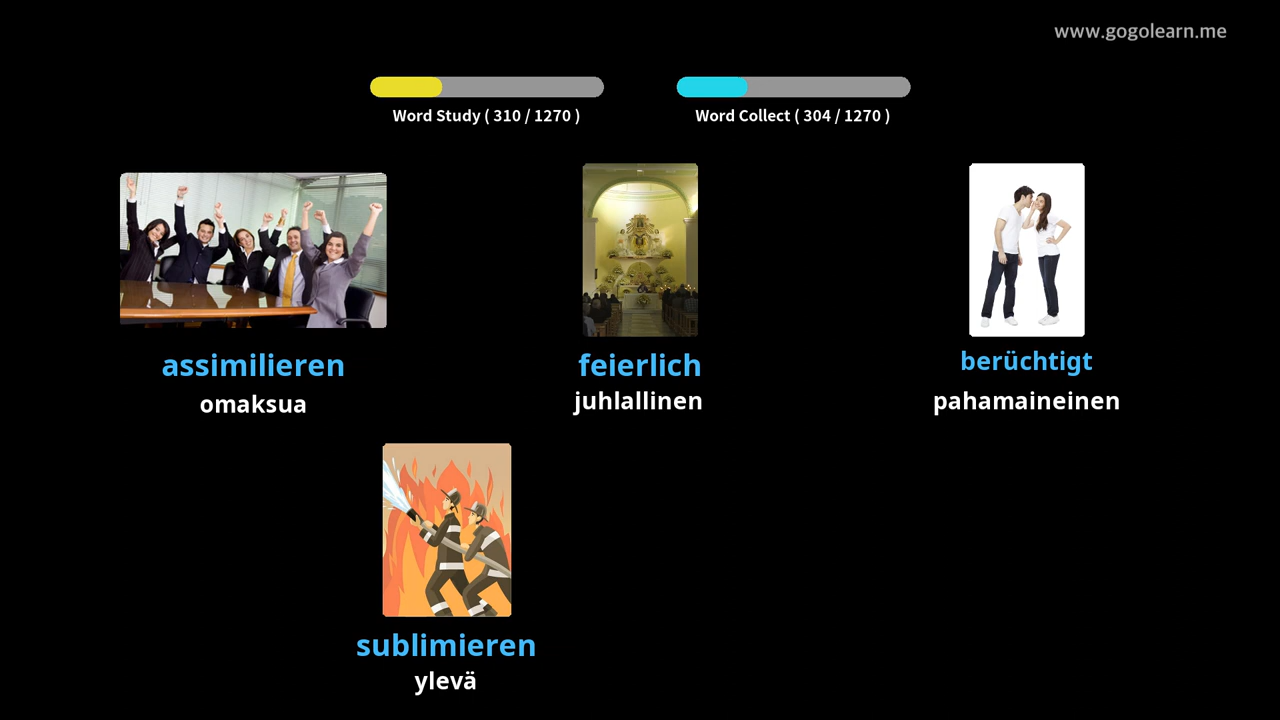 www.gogolearn.me
Word Study ( 310 / 1270 )
Word Collect ( 304 / 1270 )
assimilieren
omaksua
feierlich
juhlallinen
berüchtigt
pahamaineinen
sublimieren
ylevä